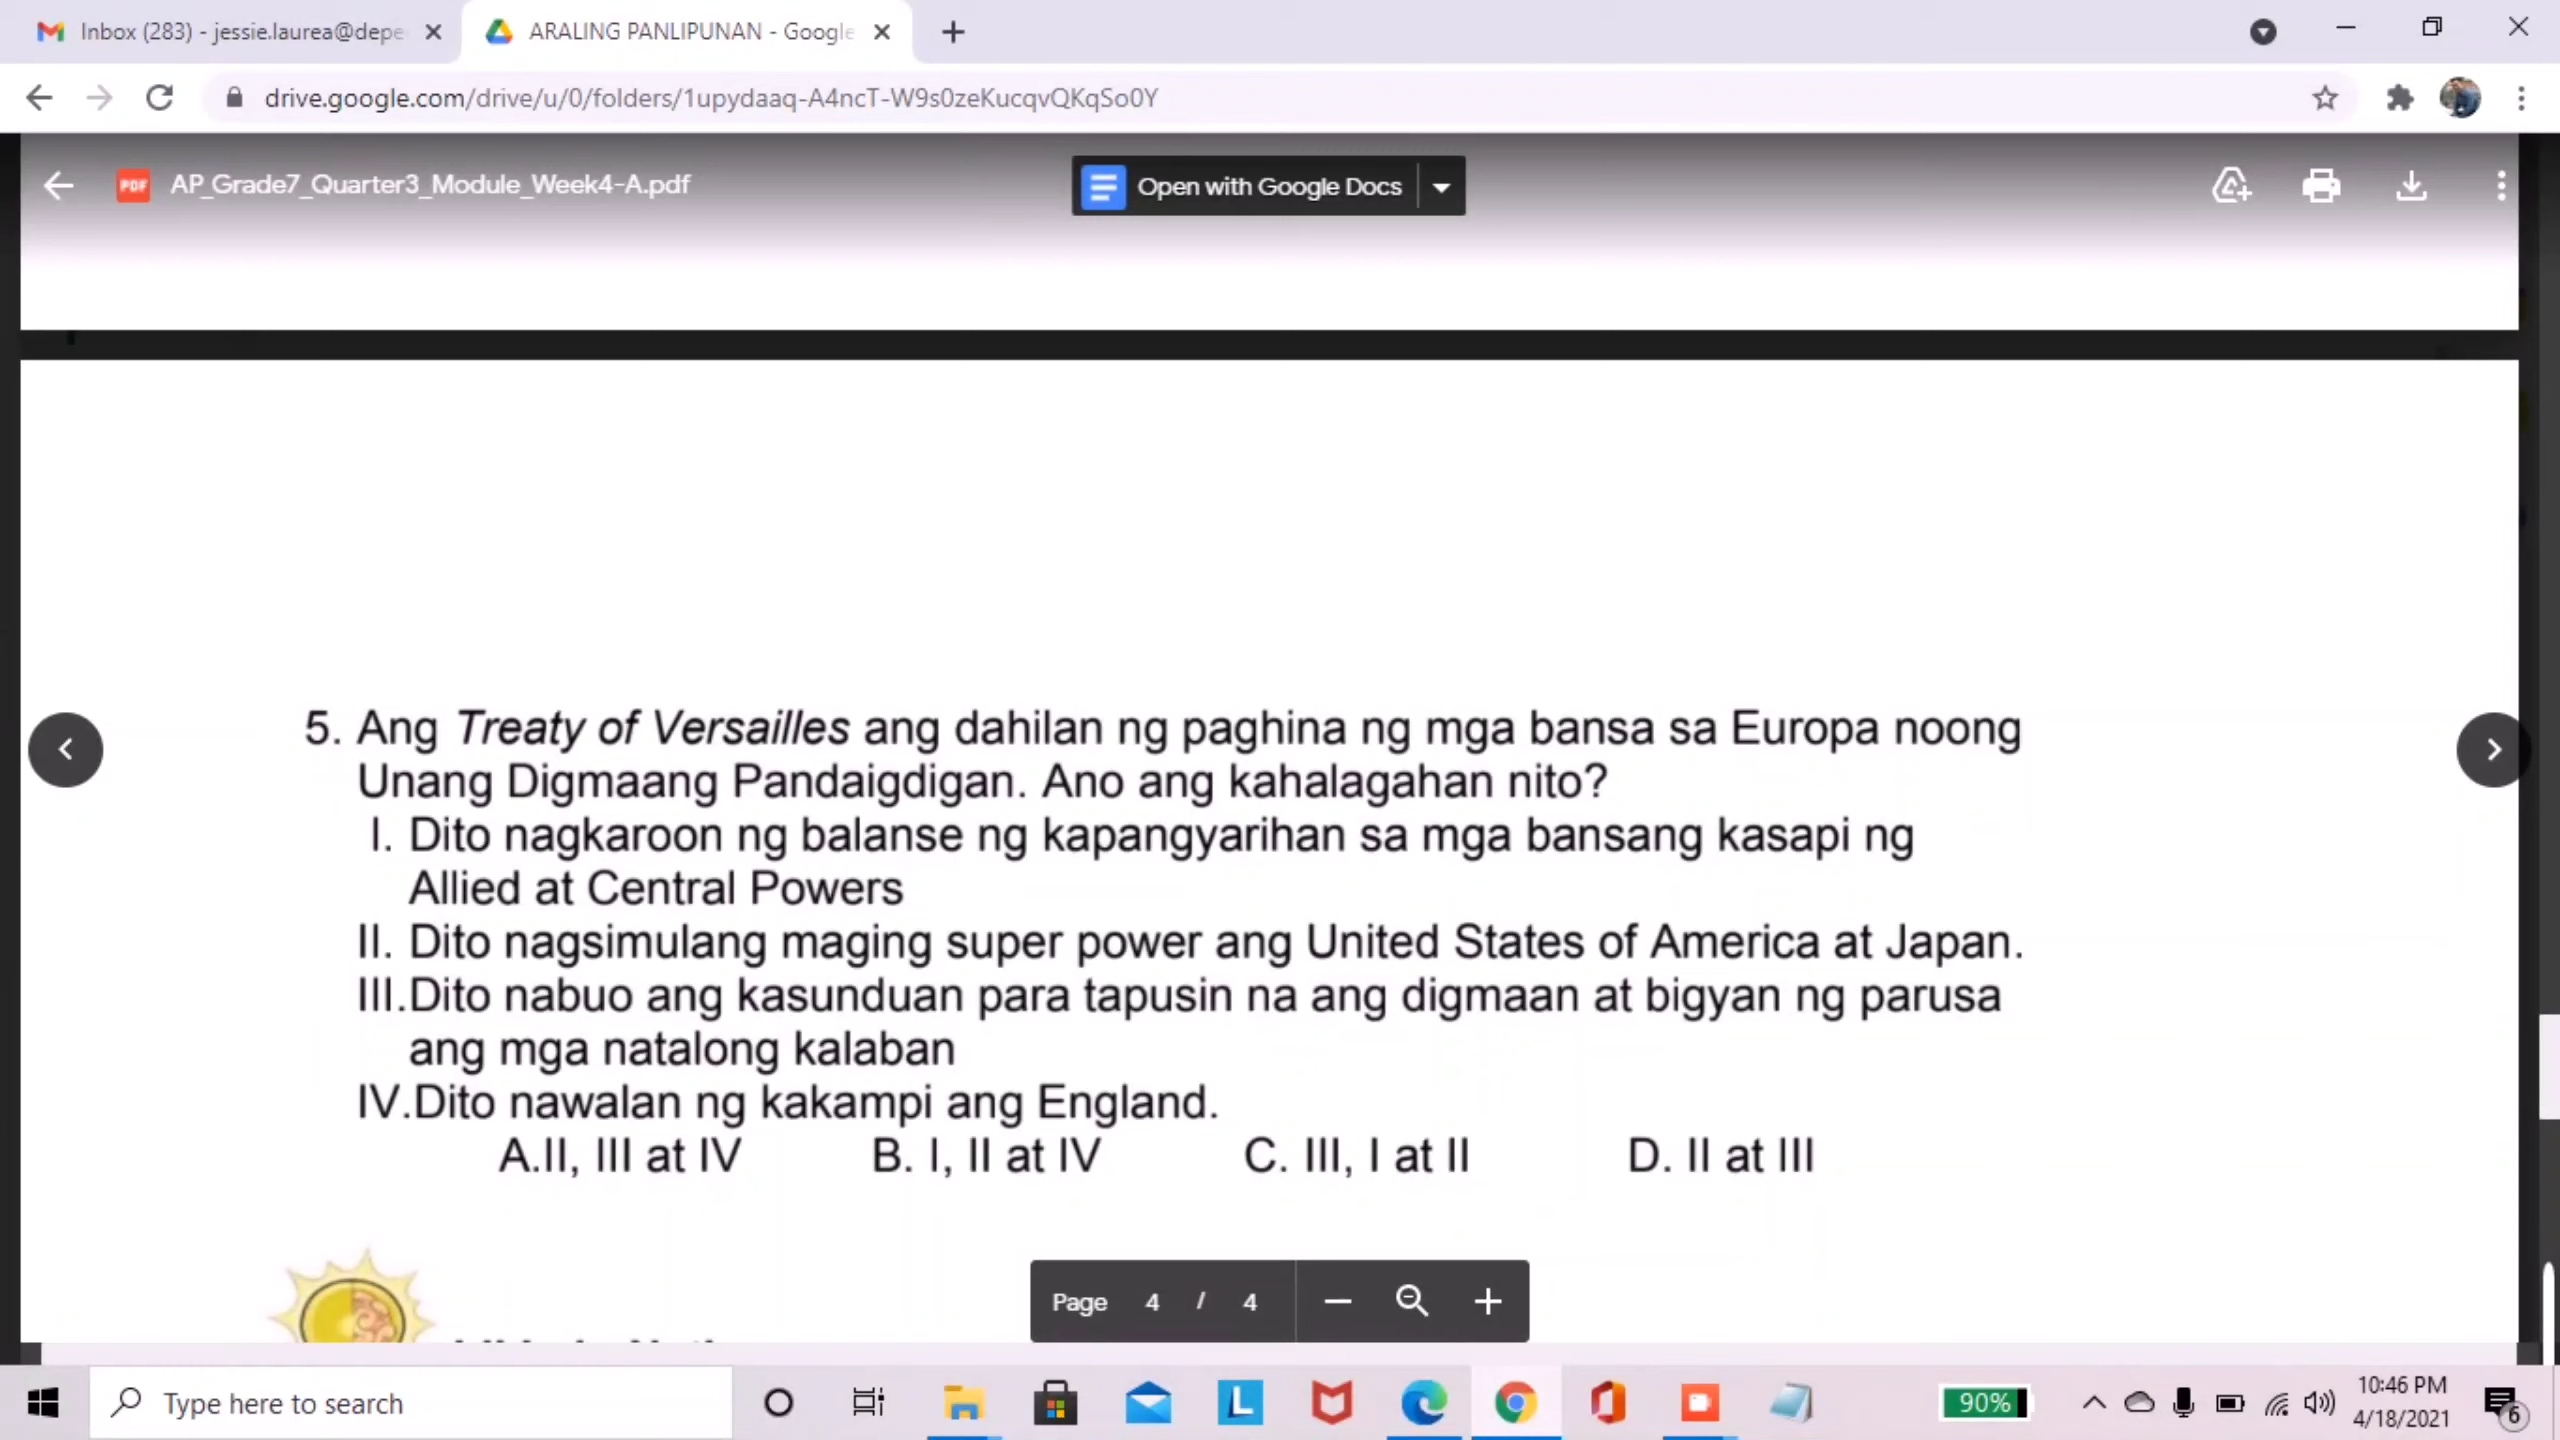 Inbox (283) - jessie.laurea@depe
ARALING PANLIPUNAN - Google
drive.google.com/drive/u/0/folders/1upydaaq-A4ncT-W9s0zeKucqvQKqSo0Y
PDF AP_Grade7_Quarter3_Module_Week4-A.pdf
Open with Google Docs
5. Ang Treaty of Versailles ang dahilan ng paghina ng mga bansa sa Europa noong
Unang Digmaang Pandaigdigan. Ano ang kahalagahan nito?
I. Dito nagkaroon ng balanse ng kapangyarihan sa mga bansang kasapi ng
Allied at Central Powers
II. Dito nagsimulang maging super power ang United States of America at Japan.
III.Dito nabuo ang kasunduan para tapusin na ang digmaan at bigyan ng parusa
ang mga natalong kalaban
IV.Dito nawalan ng kakampi ang England.
A.II, III at IV B. I, II at IV C. III, I at II D. II at III
Page 4 / 4
Type here to search
L
90%
10:46 PM
4/18/2021
6